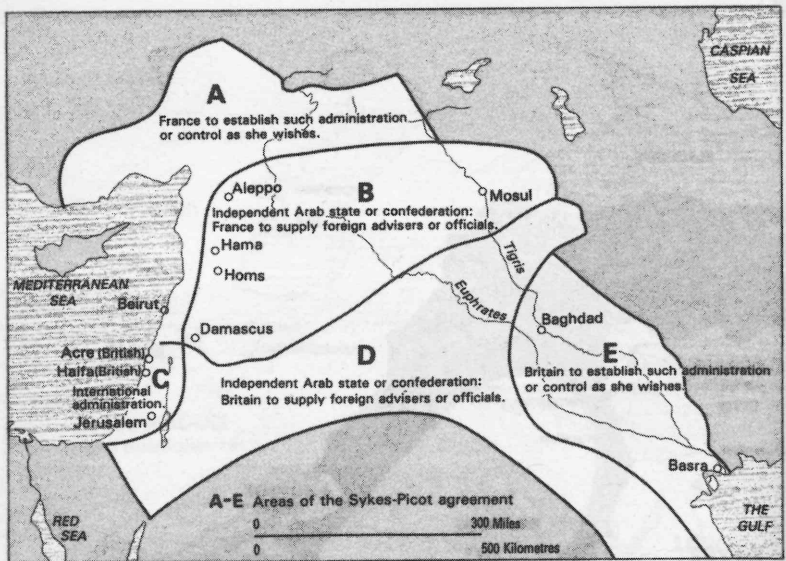 CASPIAN
SEA
A
France to establish such administration
or control as she wishes.
Aleppo
B
Mosul
Independent Arab state or confederation:
France to supply foreign advisers or officials.
Hama
Homs
Tigris
MEDITERRANEAN
SEA
Euphrates
Beirut
Baghdad
Damascus
Acre (British)
Haifa (British)
C
D
E
International
administration.
Independent Arab state or confederation:
Britain to supply foreign advisers or officials.
Britain to establish such administration
or control as she wishes.
Jerusalem
Basra
A-E Areas of the Sykes-Picot agreement
0 300 Miles
0 500 Kilometres
RED
SEA
THE
GULF